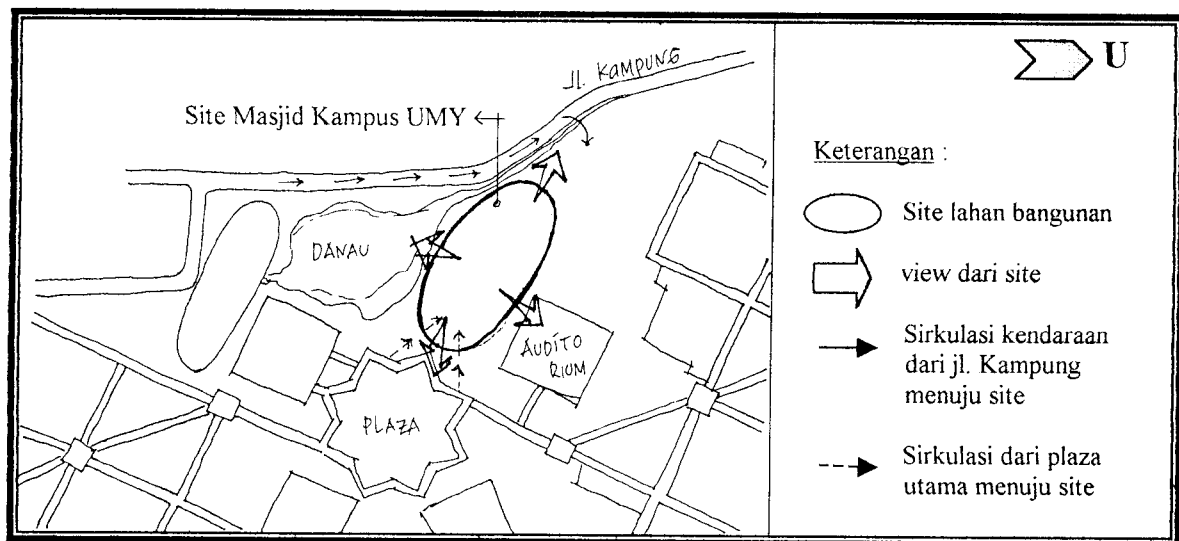 Jl. KAMPUNG
Site Masjid Kampus UMY
DANAU
AUDITO
RIUM
PLAZA
U
Keterangan :
Site lahan bangunan
view dari site
Sirkulasi kendaraan
dari jl. Kampung
menuju site
Sirkulasi dari plaza
utama menuju site